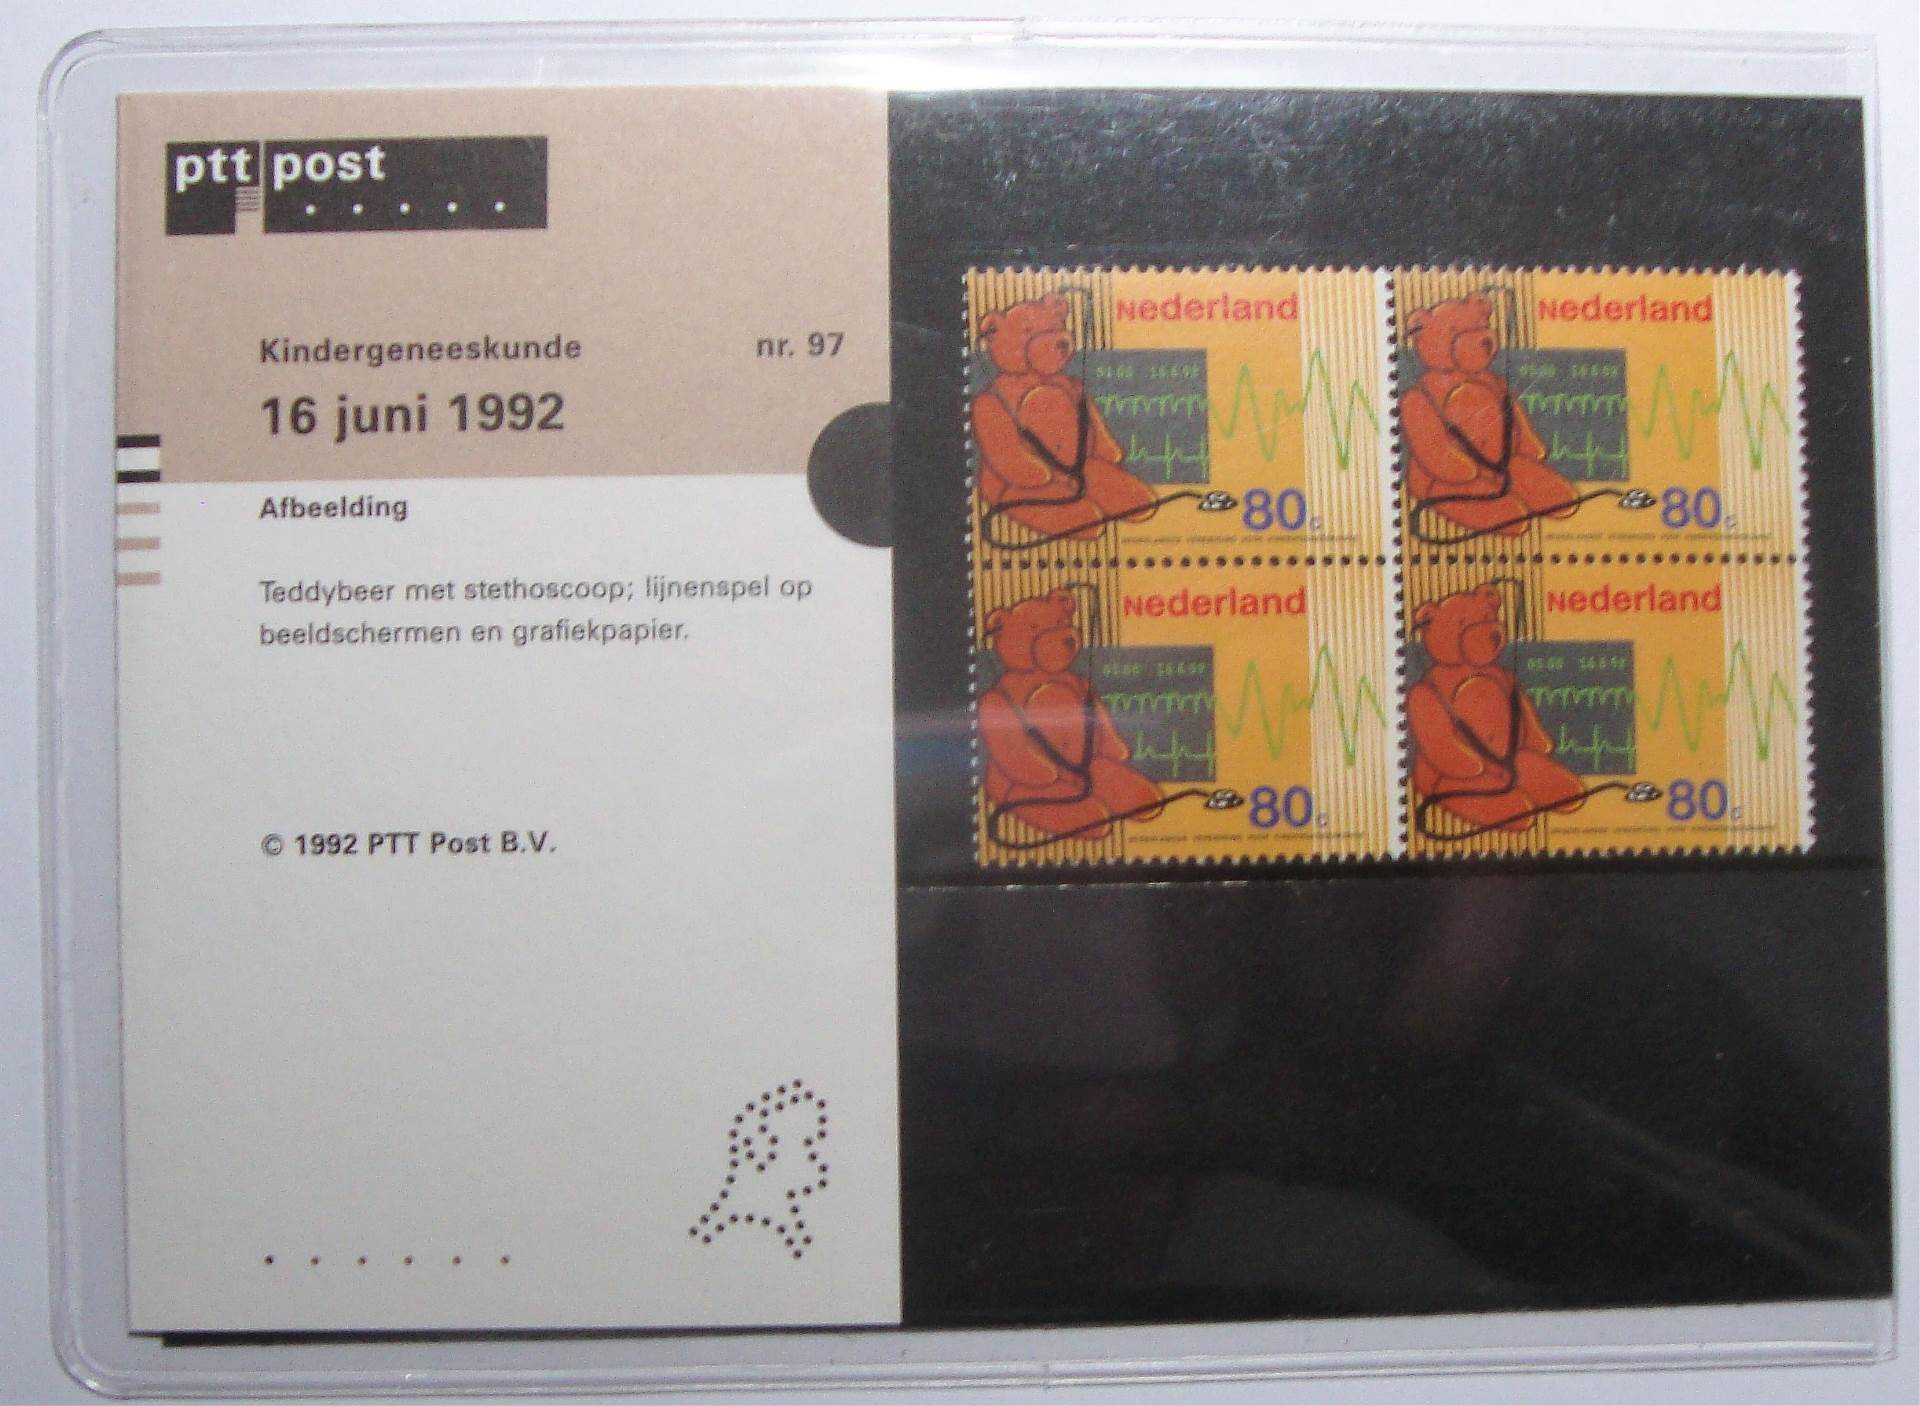 ptt post
Kindergeneeskunde nr. 97
16 juni 1992
Afbeelding
Teddybeer met stethoscoop; lijnenspel op
beeldschermen en grafiekpapier.
© 1992 PTT Post B.V.
Nederland
80c
Nederland
80c
Nederland
80c
Nederland
80c